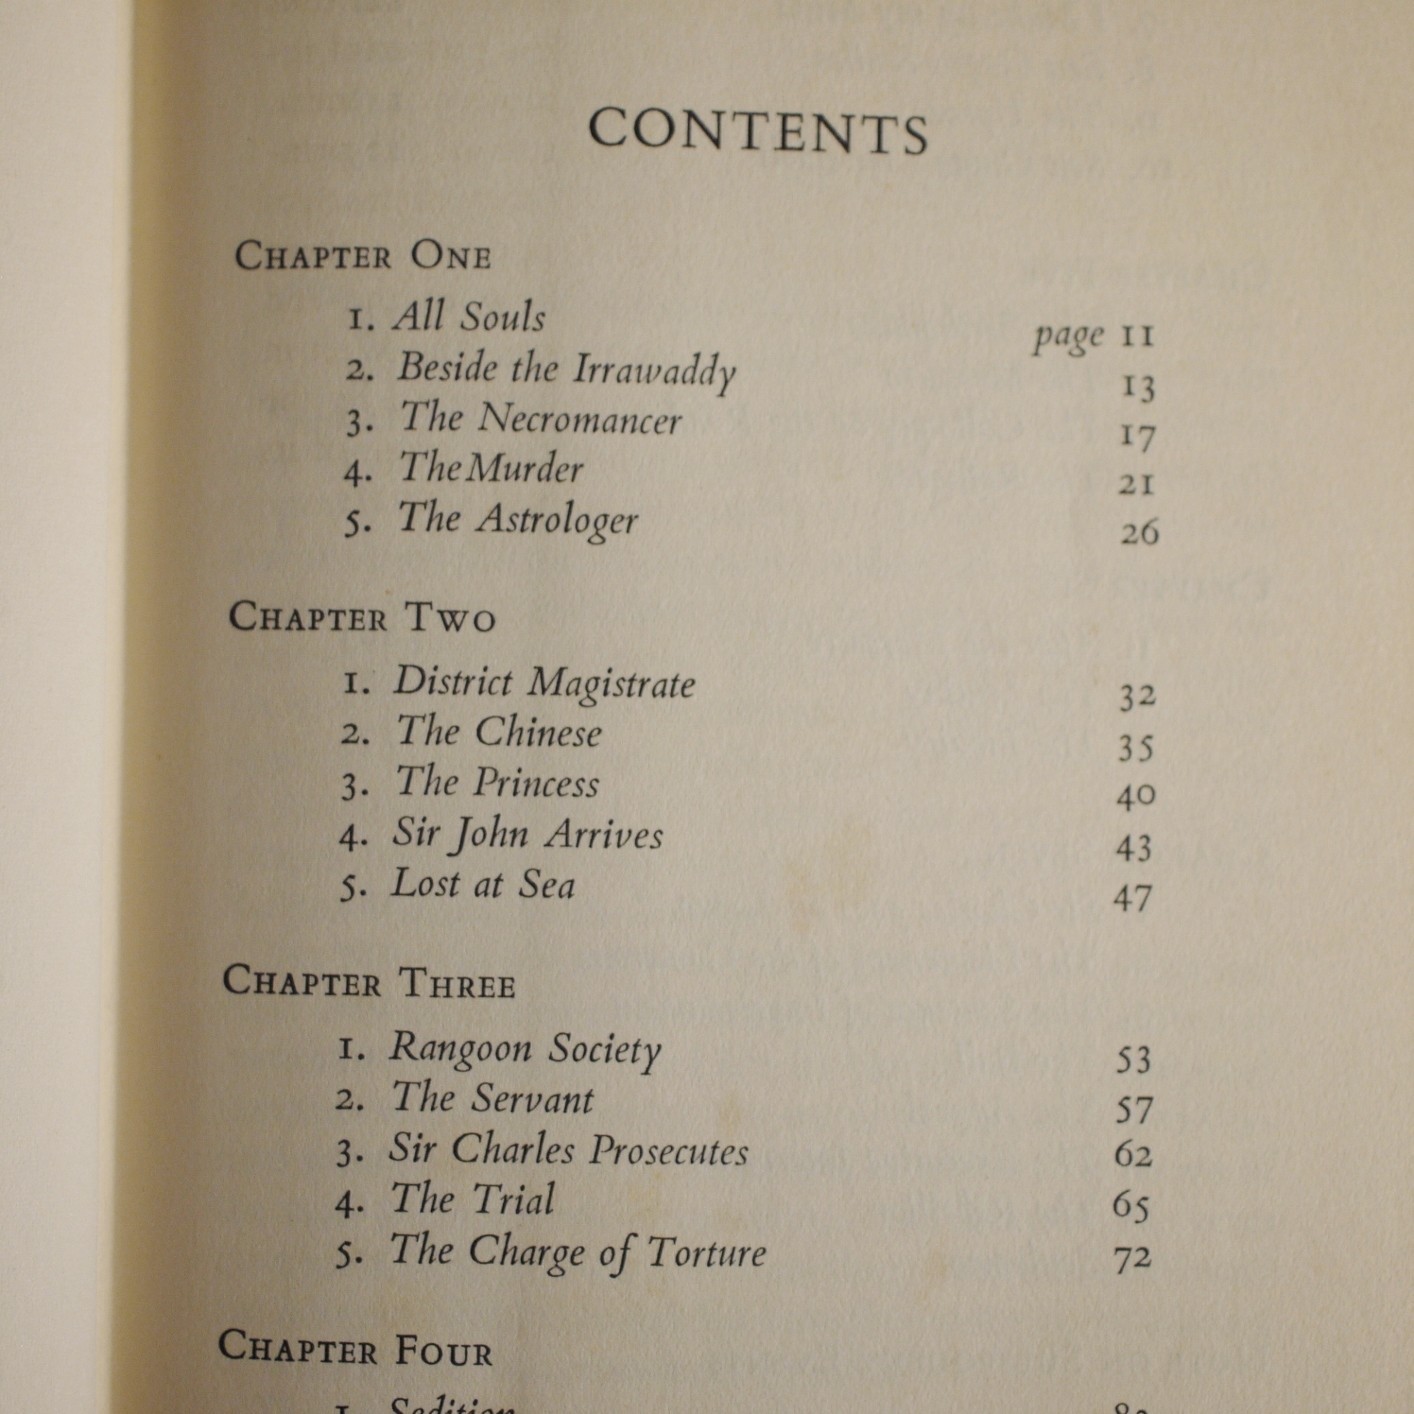 CONTENTS
CHAPTER ONE
1. All Souls page 11
2. Beside the Irrawaddy 13
3. The Necromancer 17
4. The Murder 21
5. The Astrologer 26
CHAPTER TWO
1. District Magistrate 32
2. The Chinese 35
3. The Princess 40
4. Sir John Arrives 43
5. Lost at Sea 47
CHAPTER THREE
1. Rangoon Society 53
2. The Servant 57
3. Sir Charles Prosecutes 62
4. The Trial 65
5. The Charge of Torture 72
CHAPTER FOUR
1. Sedition